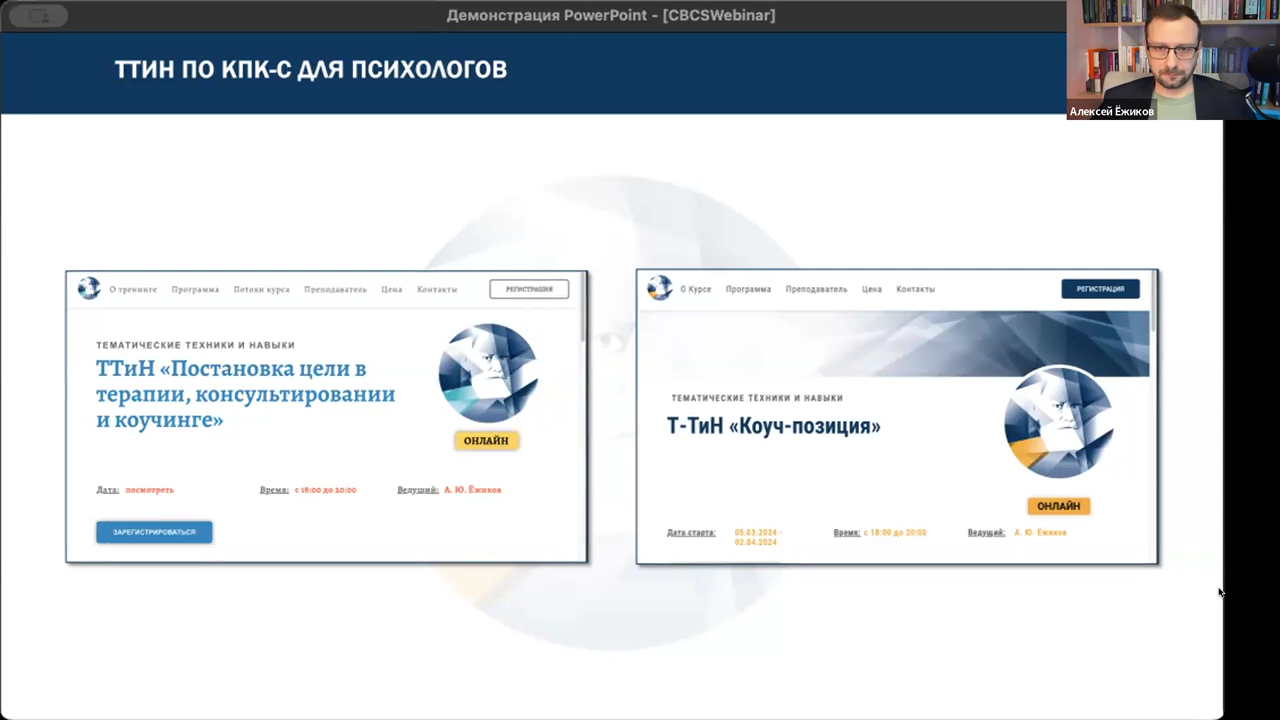 Демонстрация PowerPoint - [CBCSWebinar]
ТТИН ПО КПК-С ДЛЯ ПСИХОЛОГОВ
Алексей Ёжиков
О тренинге Программа Потоки курса Преподаватель Цена Контакты РЕГИСТРАЦИЯ
ТЕМАТИЧЕСКИЕ ТЕХНИКИ И НАВЫКИ
ТТиН «Постановка цели в
терапии, консультировании
и коучинге»
ОНЛАЙН
Дата: посмотреть Время: с 18:00 до 20:00 Ведущий: А. Ю. Ёжиков
ЗАРЕГИСТРИРОВАТЬСЯ
О Курсе Программа Преподаватель Цена Контакты РЕГИСТРАЦИЯ
ТЕМАТИЧЕСКИЕ ТЕХНИКИ И НАВЫКИ
Т-ТиН «Коуч-позиция»
ОНЛАЙН
Дата старта: 05.03.2024 - Время: с 18:00 до 20:00 Ведущий: А. Ю. Ёжиков
02.04.2024